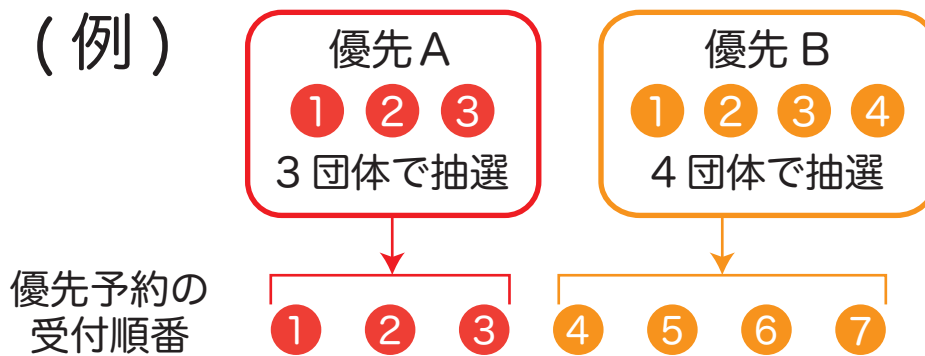 (例)
優先A
1 2 3
3団体で抽選
優先B
1 2 3 4
4団体で抽選
優先予約の
受付順番
1 2 3 4 5 6 7